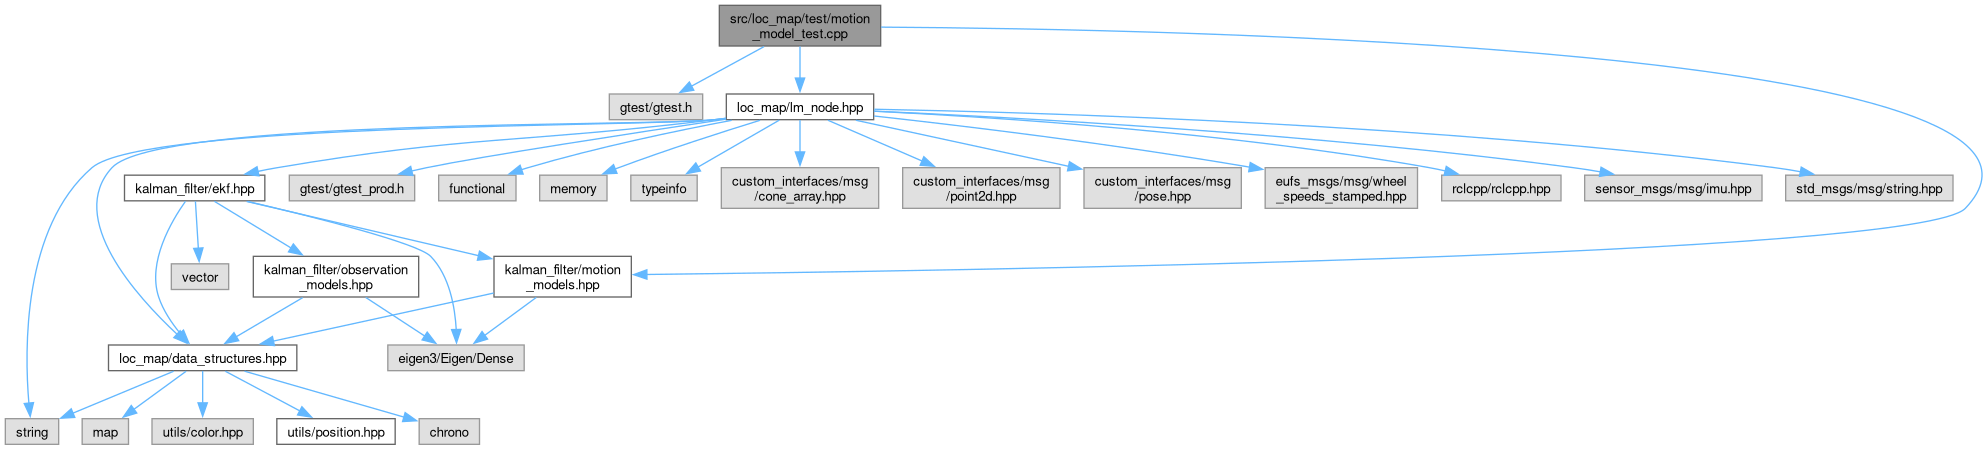 src/loc_map/test/motion
_model_test.cpp
gtest/gtest.h
loc_map/lm_node.hpp
kalman_filter/ekf.hpp
gtest/gtest_prod.h
functional
memory
typeinfo
custom_interfaces/msg
/cone_array.hpp
custom_interfaces/msg
/point2d.hpp
custom_interfaces/msg
/pose.hpp
eufs_msgs/msg/wheel
_speeds_stamped.hpp
rclcpp/rclcpp.hpp
sensor_msgs/msg/imu.hpp
std_msgs/msg/string.hpp
vector
kalman_filter/observation
_models.hpp
kalman_filter/motion
_models.hpp
loc_map/data_structures.hpp
eigen3/Eigen/Dense
string
map
utils/color.hpp
utils/position.hpp
chrono